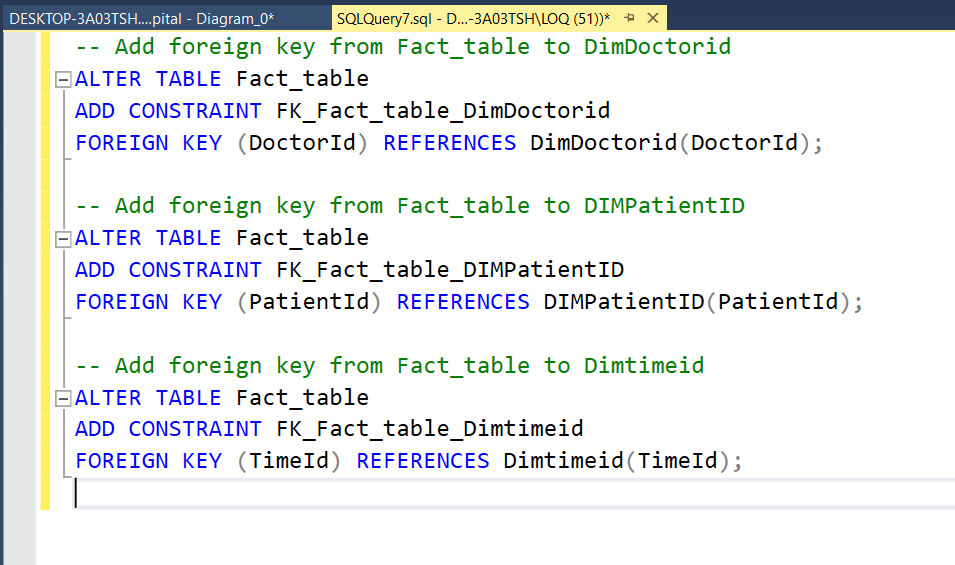 DESKTOP-3A03TSH....pital - Diagram_0*
SQLQuery7.sql - D...-3A03TSH\LOQ (51))*
-- Add foreign key from Fact_table to DimDoctorid
ALTER TABLE Fact_table
ADD CONSTRAINT FK_Fact_table_DimDoctorid
FOREIGN KEY (DoctorId) REFERENCES DimDoctorid(DoctorId);
-- Add foreign key from Fact_table to DIMPatientID
ALTER TABLE Fact_table
ADD CONSTRAINT FK_Fact_table_DIMPatientID
FOREIGN KEY (PatientId) REFERENCES DIMPatientID(PatientId);
-- Add foreign key from Fact_table to Dimtimeid
ALTER TABLE Fact_table
ADD CONSTRAINT FK_Fact_table_Dimtimeid
FOREIGN KEY (TimeId) REFERENCES Dimtimeid(TimeId);